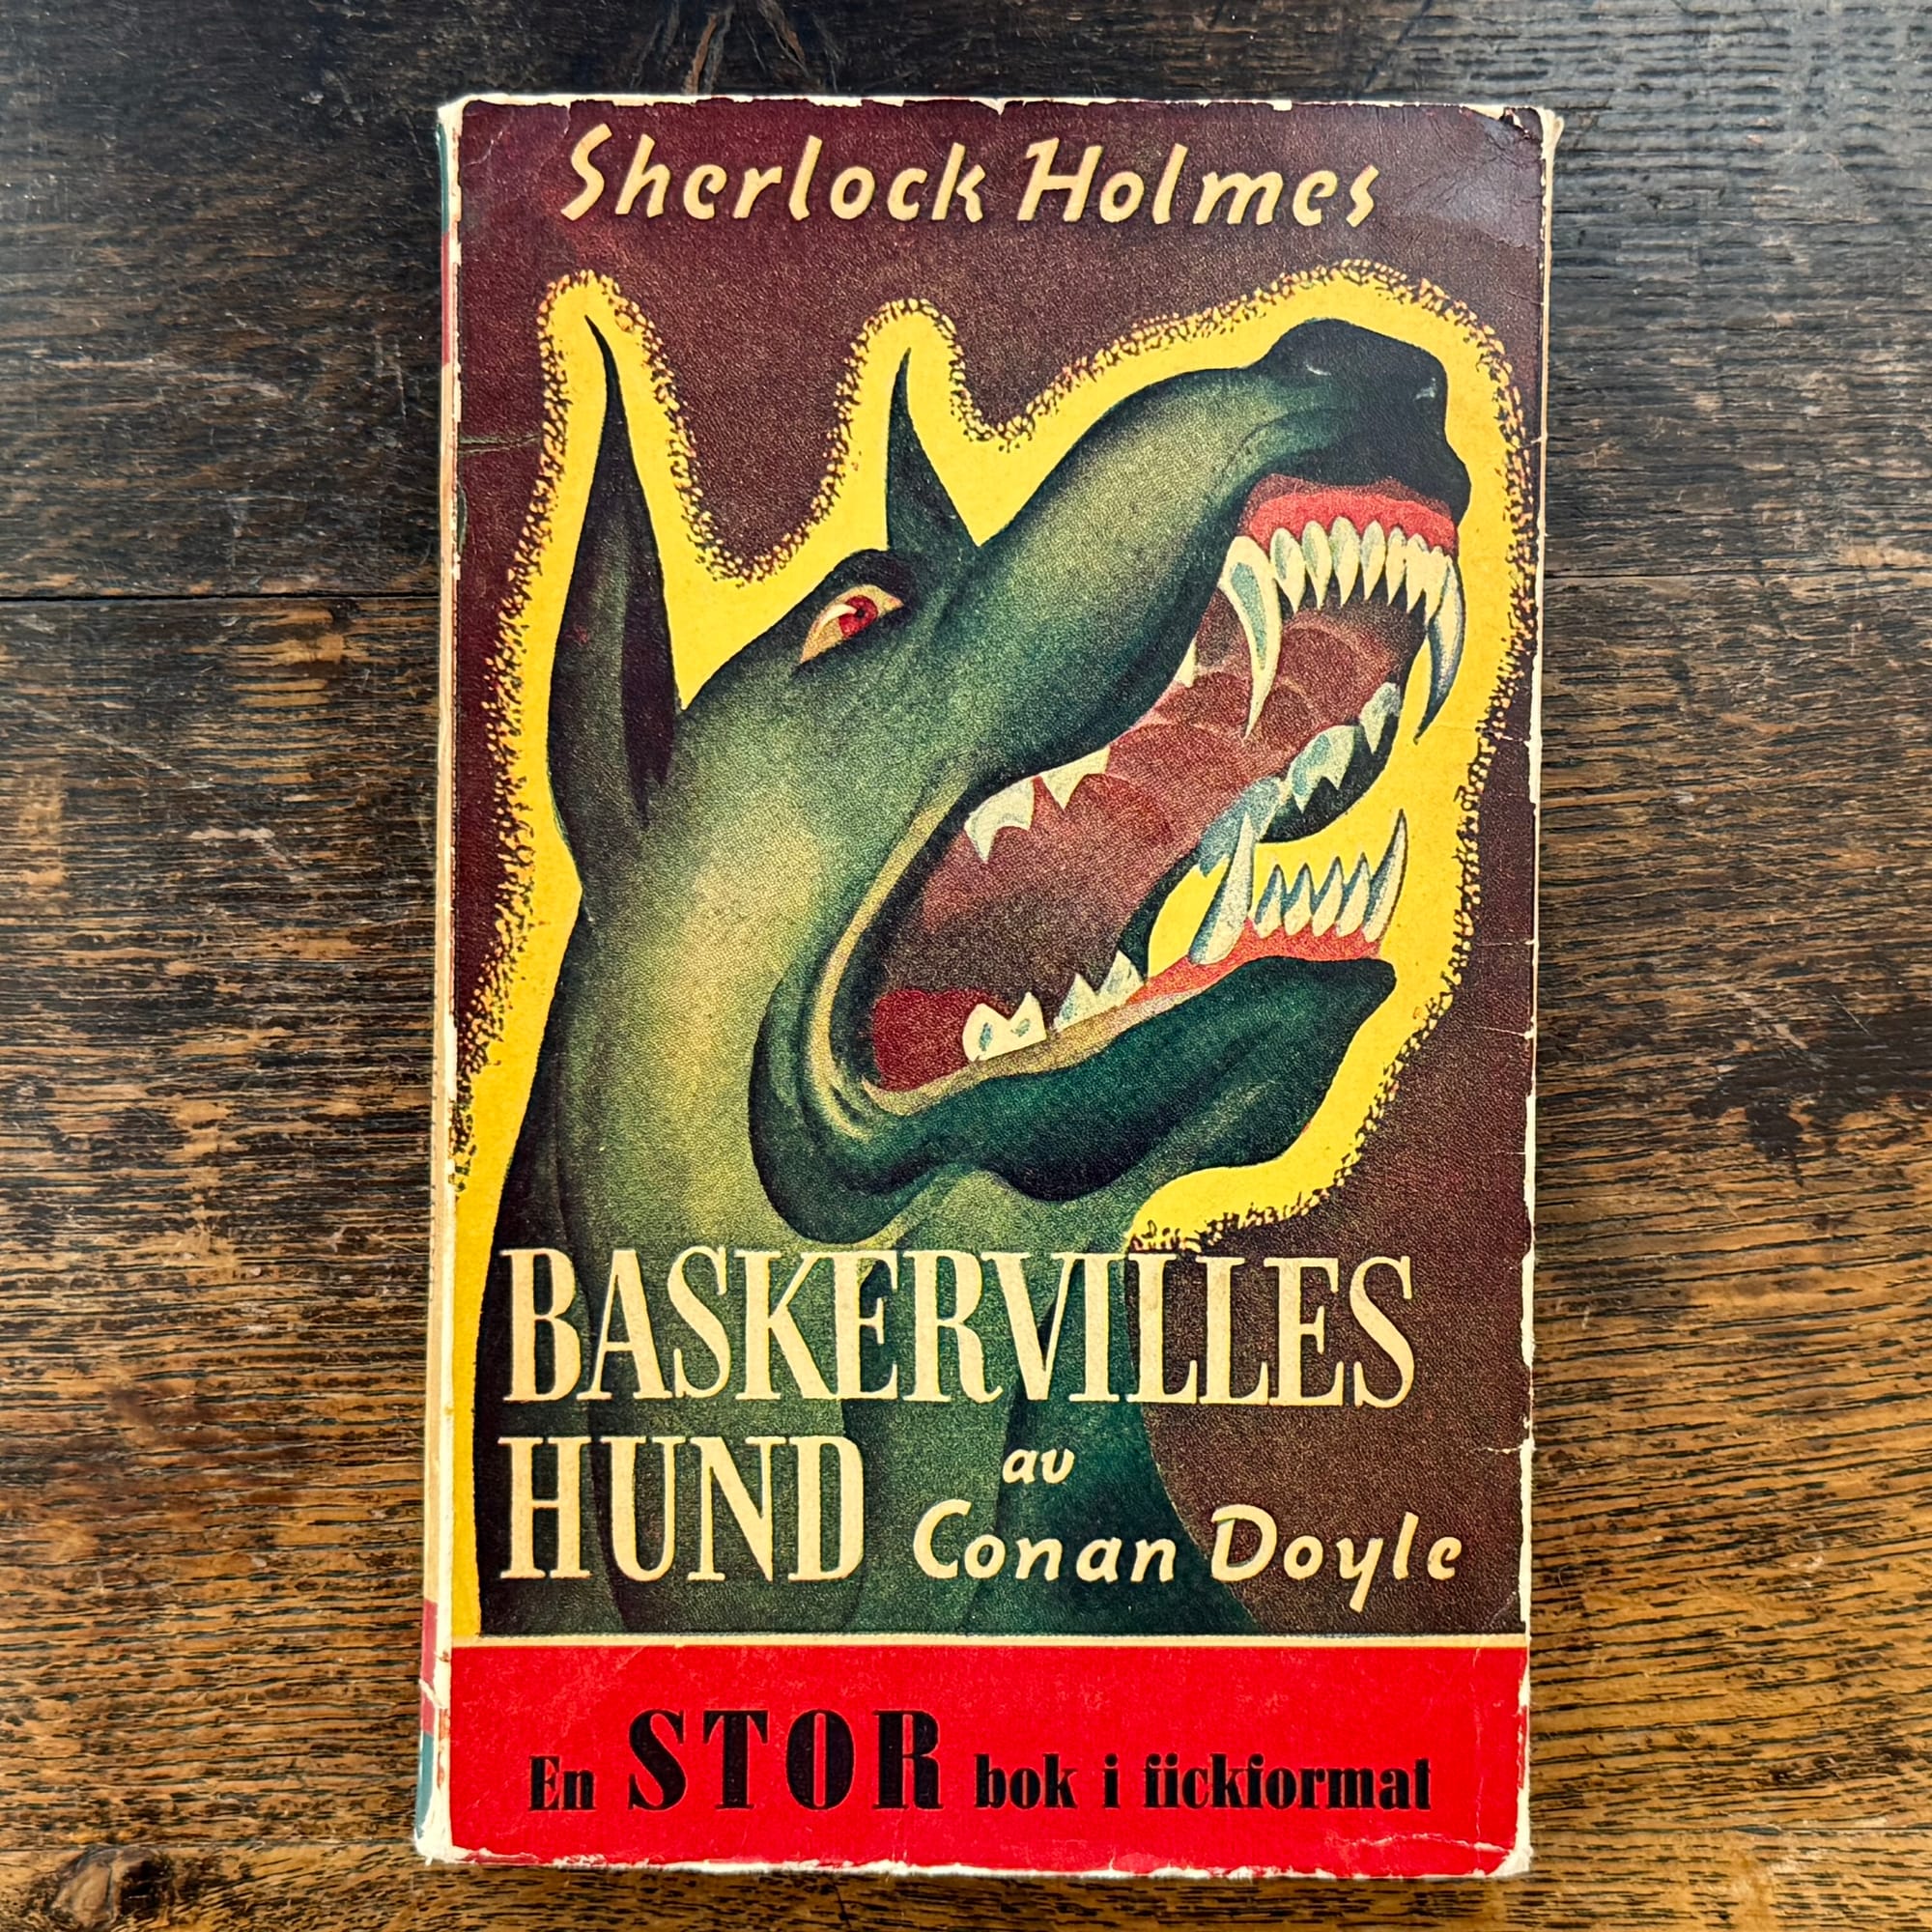 Sherlock Holmes
BASKERVILLES
HUND av
Conan Doyle
En STOR bok i fickformat